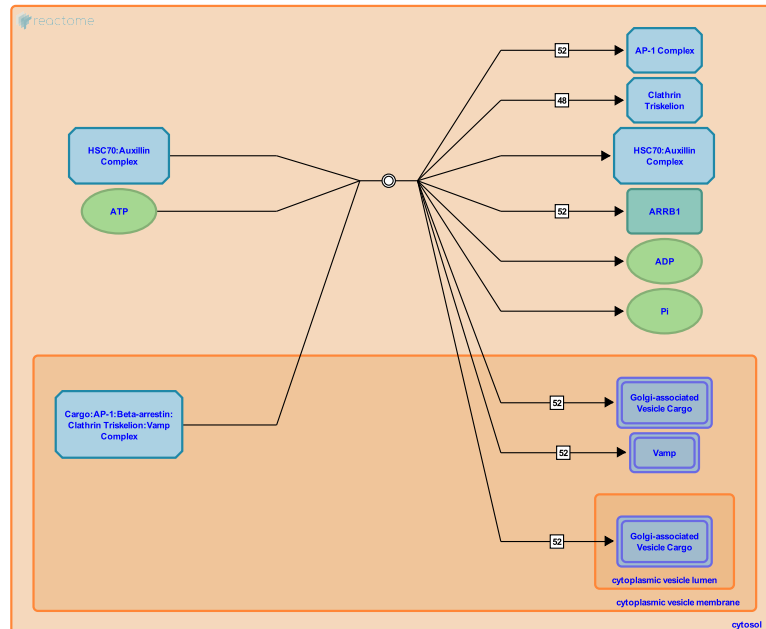 reactome
52
AP-1 Complex
48
Clathrin
Triskelion
HSC70:Auxillin
Complex
HSC70:Auxillin
Complex
ATP
52
ARRB1
ADP
Pi
Cargo:AP-1:Beta-arrestin:
Clathrin Triskelion:Vamp
Complex
52
Golgi-associated
Vesicle Cargo
52
Vamp
52
Golgi-associated
Vesicle Cargo
cytoplasmic vesicle lumen
cytoplasmic vesicle membrane
cytosol